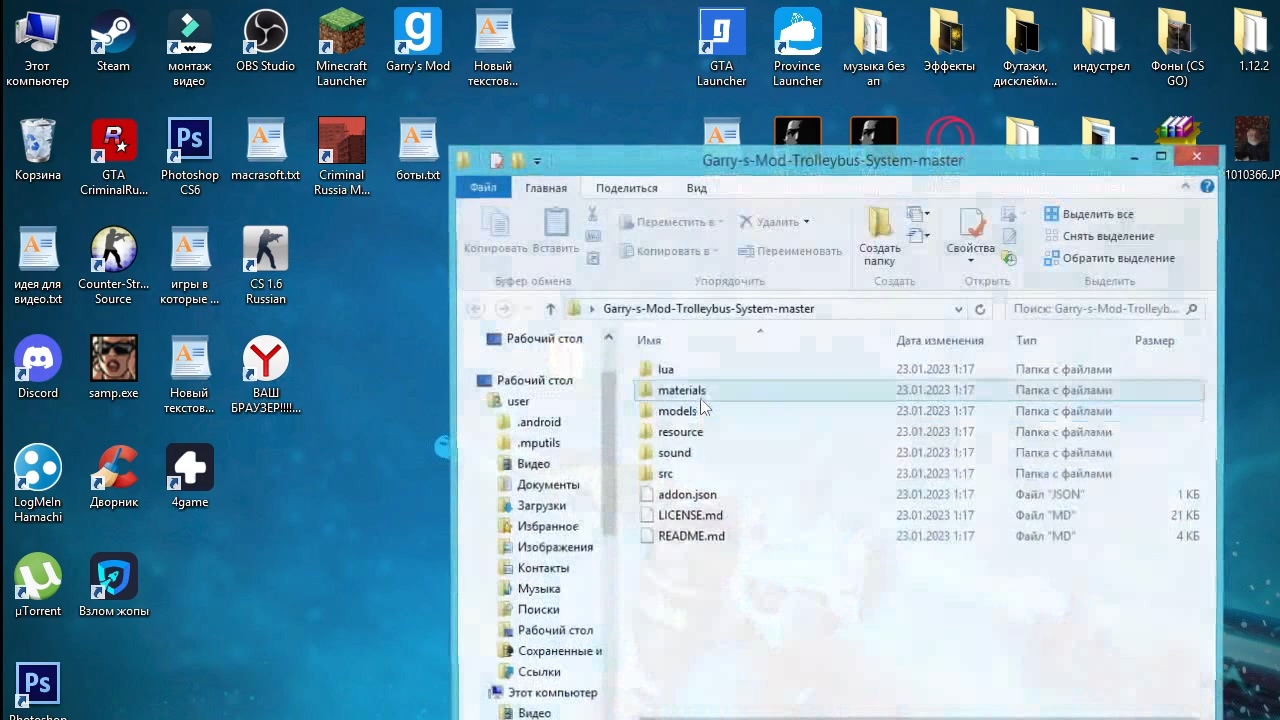 Этот
компьютер
Steam
монтаж
видео
OBS Studio
Minecraft
Launcher
Garry's Mod
Новый
текстов...
GTA
Launcher
Province
Launcher
музыка без
ап
Эффекты
Футажи,
дисклейм...
индустрел
Фоны (CS
GO)
1.12.2
Корзина
GTA
CriminalRu...
Photoshop
CS6
macrasoft.txt
Criminal
Russia M...
боты.txt
1010366.JP
идея для
видео.txt
Counter-Str...
Source
игры в
которые ...
CS 1.6
Russian
Discord
samp.exe
Новый
текстов...
ВАШ
БРАУЗЕР!!!!...
LogMeIn
Hamachi
Дворник
4game
µTorrent
Взлом жопы
Garry-s-Mod-Trolleybus-System-master
Файл Главная Поделиться Вид
Копировать Вставить
Переместить в
Копировать в
Удалить
Переименовать
Создать
папку
Свойства
Выделить все
Снять выделение
Обратить выделение
Буфер обмена Упорядочить Создать Открыть Выделить
Garry-s-Mod-Trolleybus-System-master
Поиск: Garry-s-Mod-Trolleyb...
Имя Дата изменения Тип Размер
lua 23.01.2023 1:17 Папка с файлами
materials 23.01.2023 1:17 Папка с файлами
models 23.01.2023 1:17 Папка с файлами
resource 23.01.2023 1:17 Папка с файлами
sound 23.01.2023 1:17 Папка с файлами
src 23.01.2023 1:17 Папка с файлами
addon.json 23.01.2023 1:17 Файл "JSON" 1 КБ
LICENSE.md 23.01.2023 1:17 Файл "MD" 21 КБ
README.md 23.01.2023 1:17 Файл "MD" 4 КБ
Рабочий стол
Рабочий стол
user
.android
.mputils
Видео
Документы
Загрузки
Избранное
Изображения
Контакты
Музыка
Поиски
Рабочий стол
Сохраненные и
Ссылки
Этот компьютер
Видео